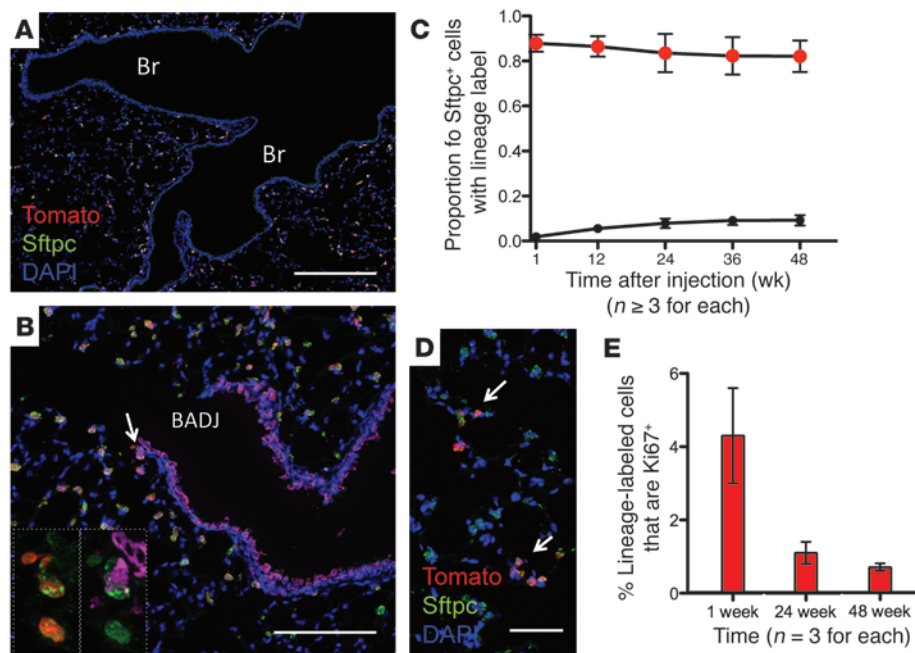 A
Br
Br
Tomato
Sftpc
DAPI
B
BADJ
C
Proportion fo Sftpc+ cells
with lineage label
1.0
0.8
0.6
0.4
0.2
0.0
1 12 24 36 48
Time after injection (wk)
(n ≥ 3 for each)
D
Tomato
Sftpc
DAPI
E
% Lineage-labeled cells
that are Ki67+
6
4
2
0
1 week 24 week 48 week
Time (n = 3 for each)